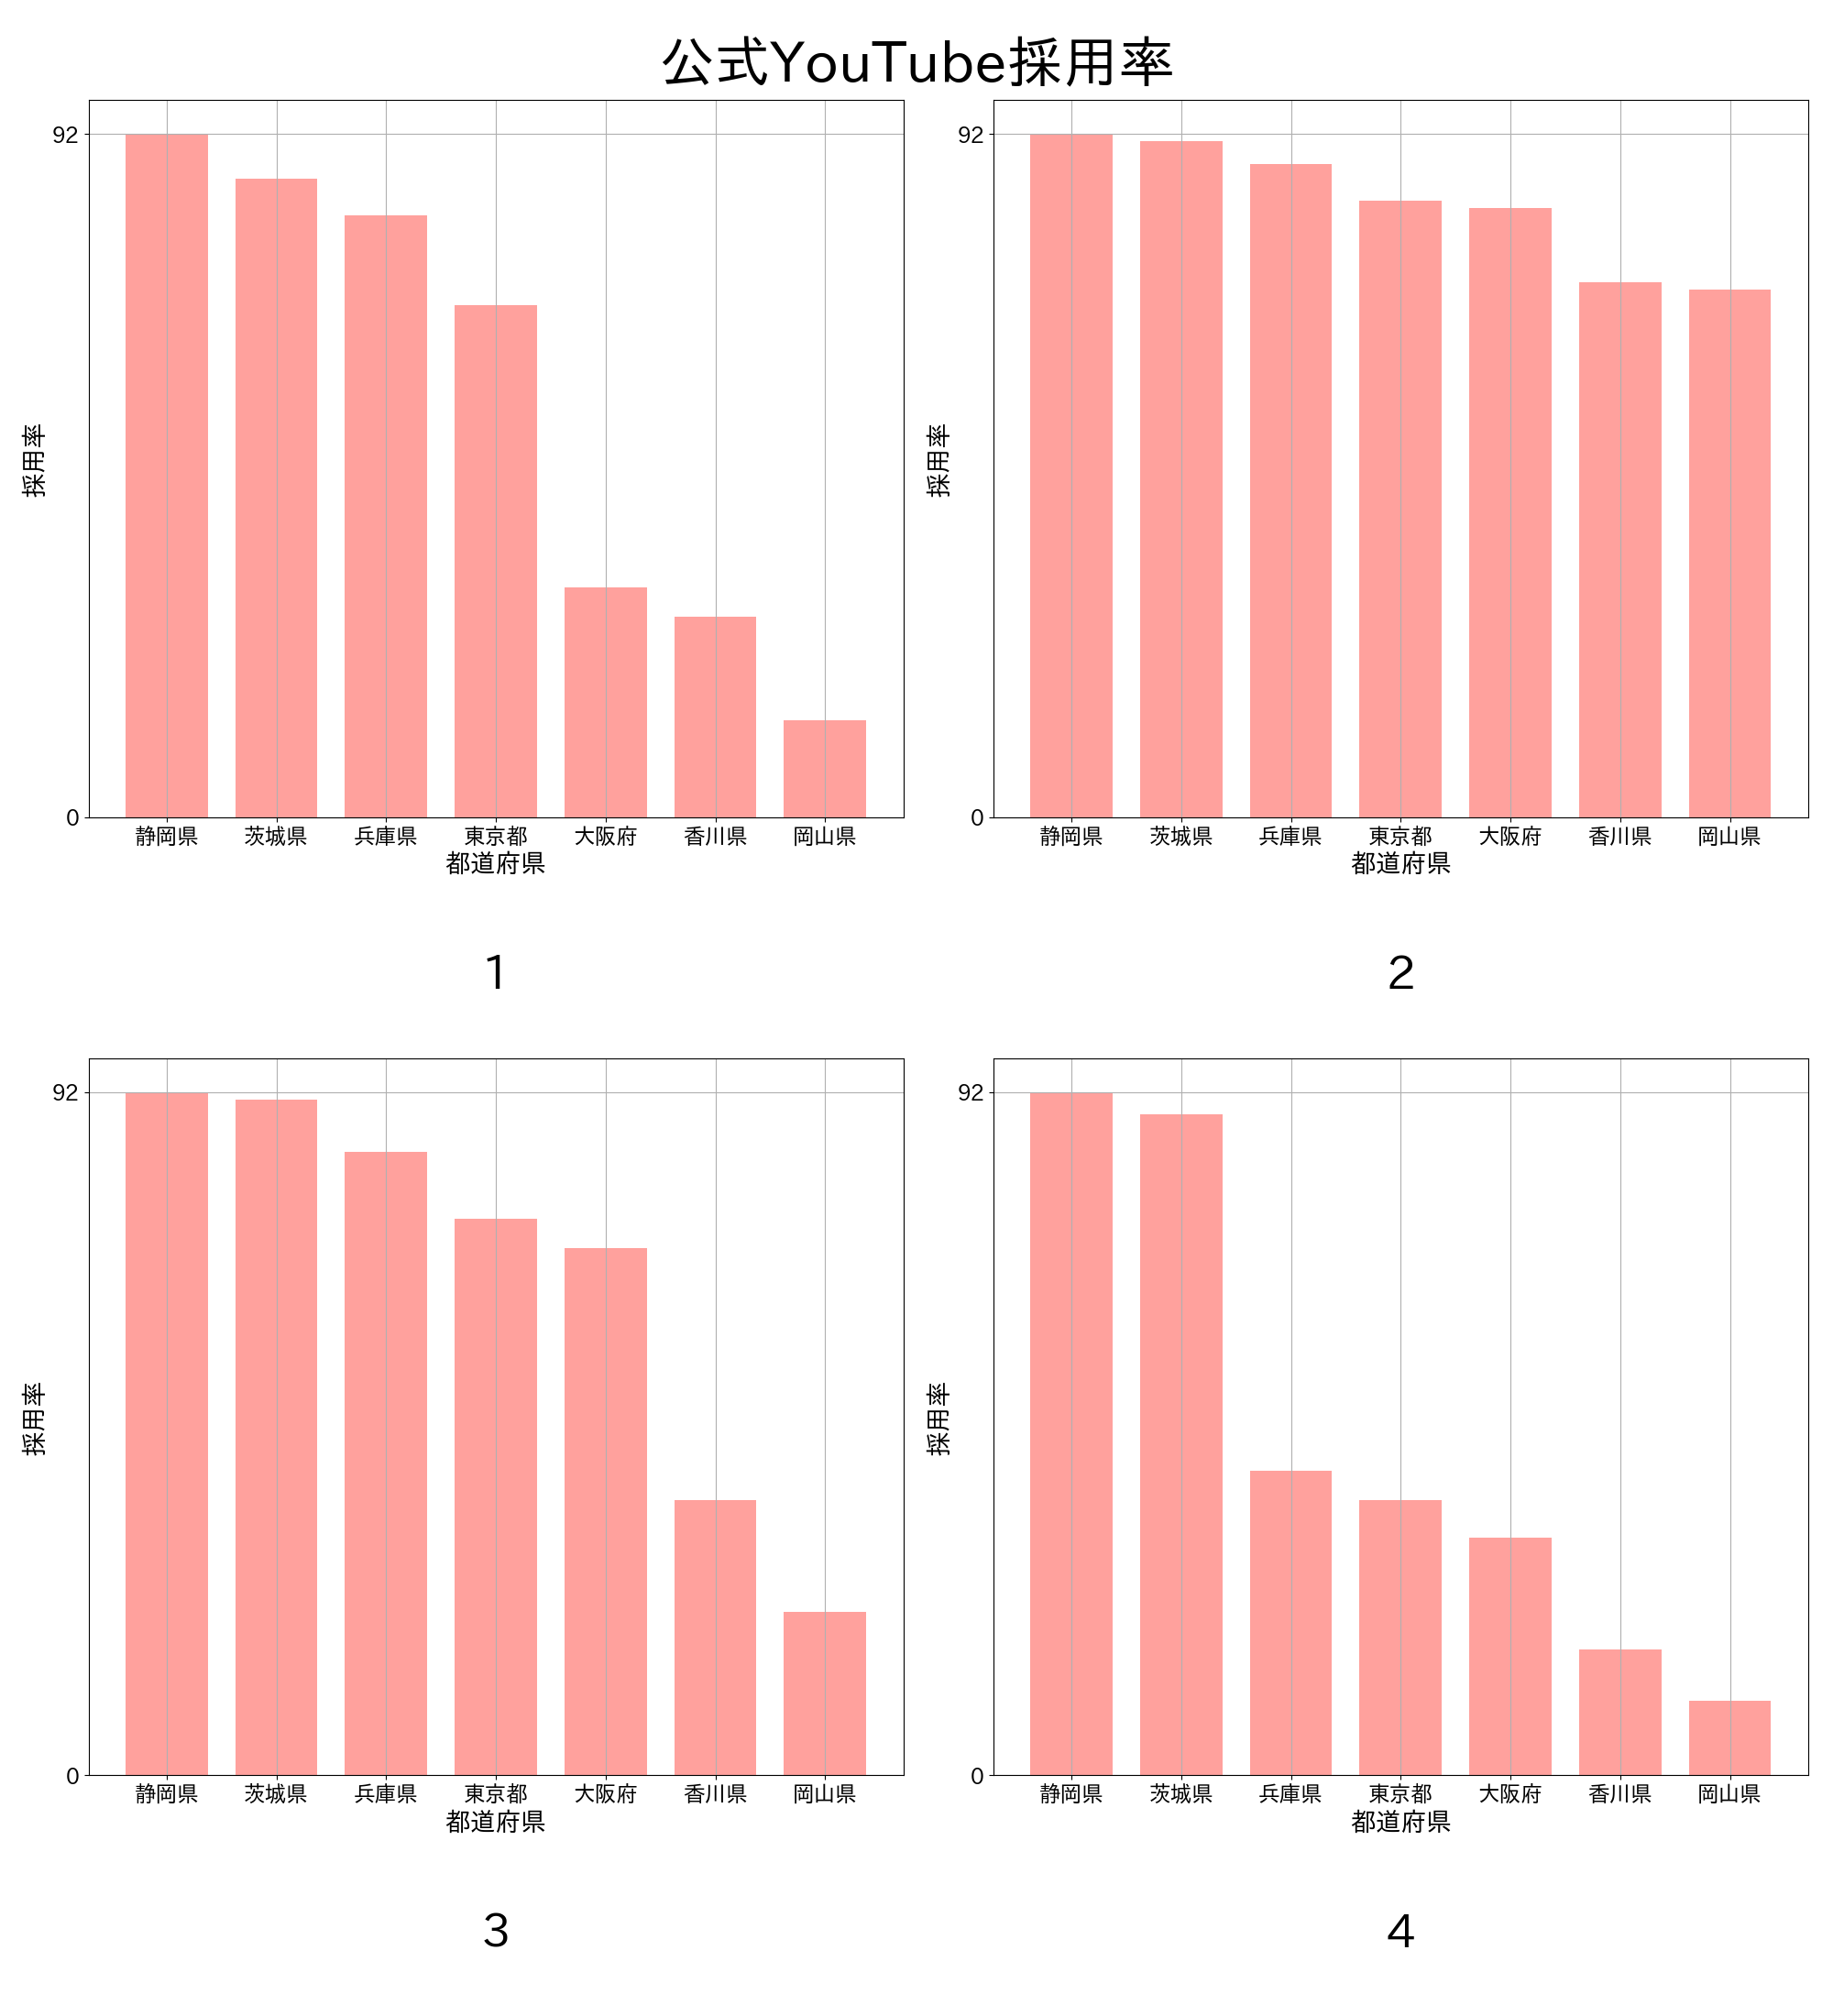 公式YouTube採用率
92
0
採用率
静岡県 茨城県 兵庫県 東京都 大阪府 香川県 岡山県
都道府県
1
92
0
採用率
静岡県 茨城県 兵庫県 東京都 大阪府 香川県 岡山県
都道府県
2
92
0
採用率
静岡県 茨城県 兵庫県 東京都 大阪府 香川県 岡山県
都道府県
3
92
0
採用率
静岡県 茨城県 兵庫県 東京都 大阪府 香川県 岡山県
都道府県
4